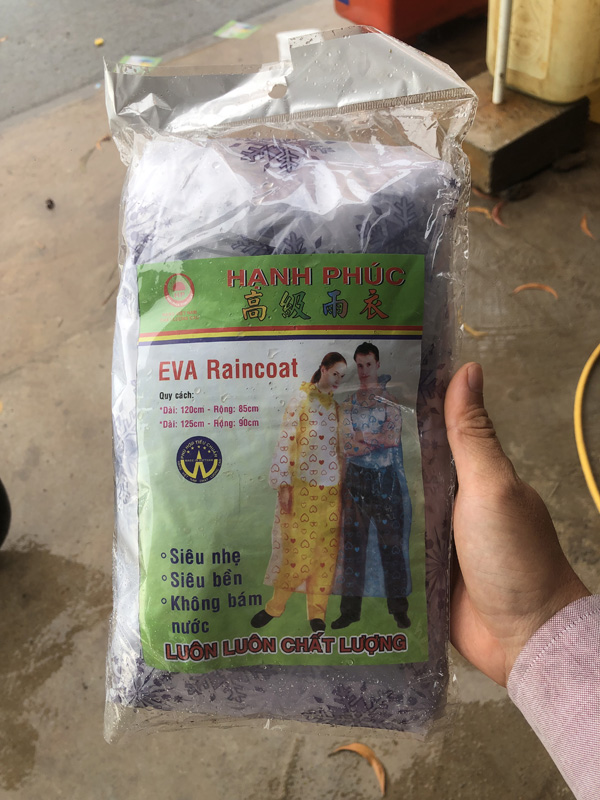 HẠNH PHÚC
高級雨衣
EVA Raincoat
Quy cách:
*Dài: 120cm - Rộng: 85cm
*Dài: 125cm - Rộng: 90cm
Siêu nhẹ
Siêu bền
Không bám
nước
LUÔN LUÔN CHẤT LƯỢNG